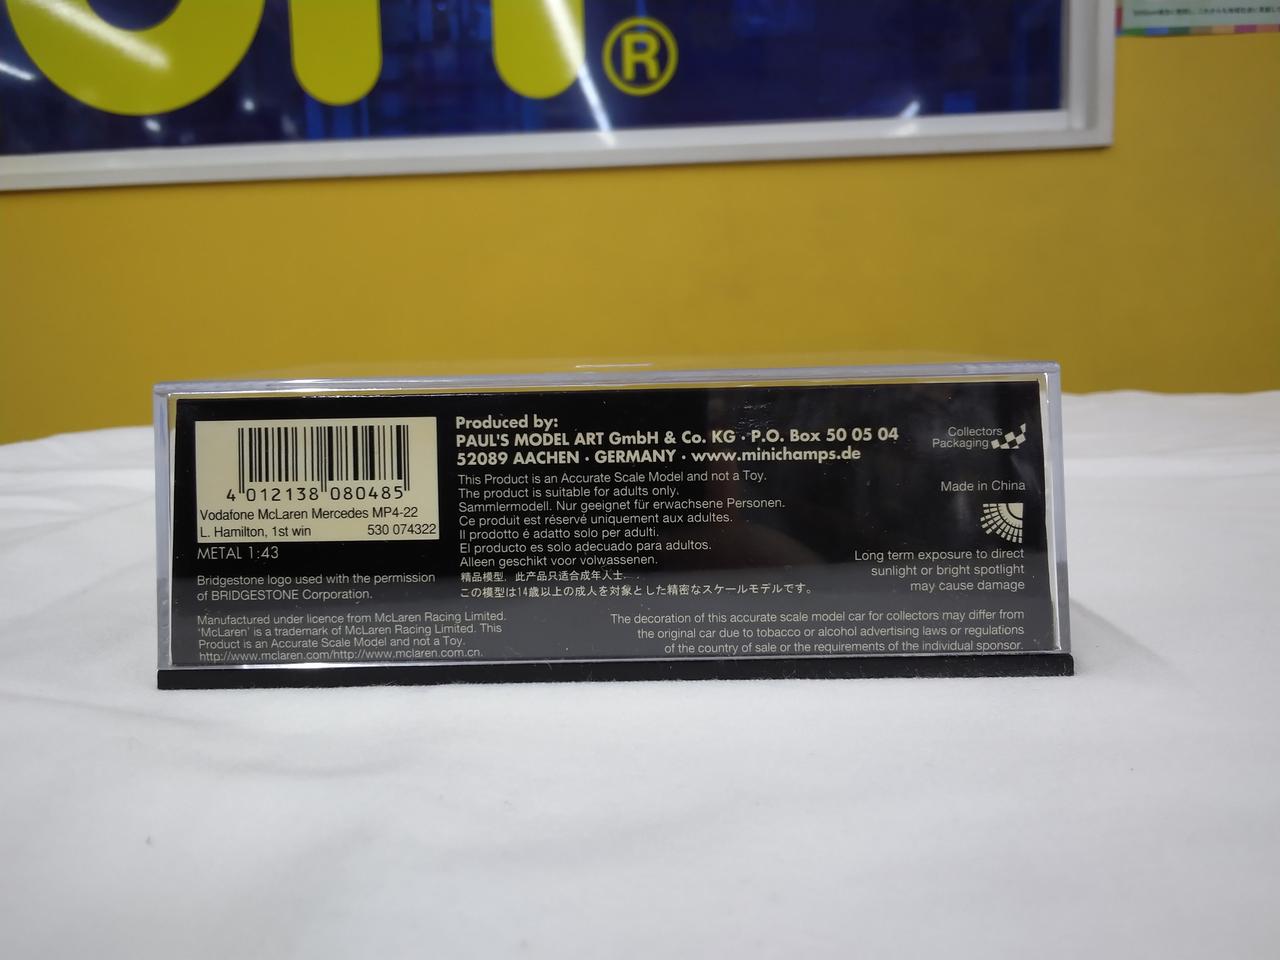 ®
4 012138 080485
Vodafone McLaren Mercedes MP4-22
L. Hamilton, 1st win 530 074322
METAL 1:43
Bridgestone logo used with the permission
of BRIDGESTONE Corporation.
Manufactured under licence from McLaren Racing Limited.
'McLaren' is a trademark of McLaren Racing Limited. This
Product is an Accurate Scale Model and not a Toy.
http://www.mclaren.com/http://www.mclaren.com.cn.
Produced by:
PAUL'S MODEL ART GmbH & Co. KG · P.O. Box 50 05 04
52089 AACHEN · GERMANY · www.minichamps.de
This Product is an Accurate Scale Model and not a Toy.
The product is suitable for adults only.
Sammlermodell. Nur geeignet für erwachsene Personen.
Ce produit est réservé uniquement aux adultes.
Il prodotto é adatto solo per adulti.
El producto es solo adecuado para adultos.
Alleen geschikt voor volwassenen.
精品模型，此产品只适合成年人士．
この模型は14歳以上の成人を対象とした精密なスケールモデルです。
Collectors
Packaging
Made in China
Long term exposure to direct
sunlight or bright spotlight
may cause damage
The decoration of this accurate scale model car for collectors may differ from
the original car due to tobacco or alcohol advertising laws or regulations
of the country of sale or the requirements of the individual sponsor.